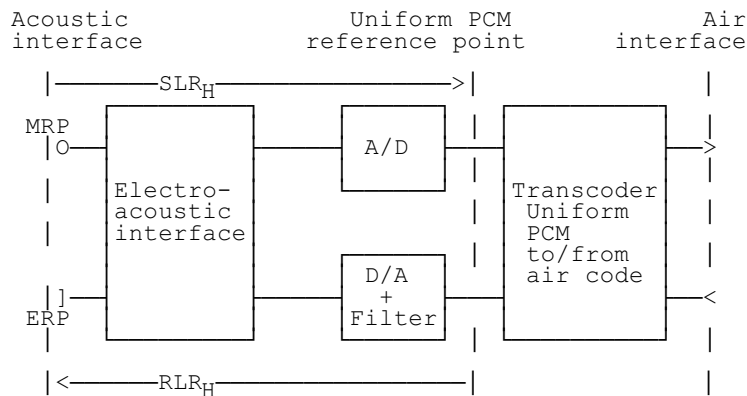 Acoustic Uniform PCM Air
interface reference point interface
SLRH
MRP
O A/D
Electro-
acoustic
interface
Transcoder
Uniform
PCM
to/from
air code
D/A
+
Filter
]
ERP
RLRH